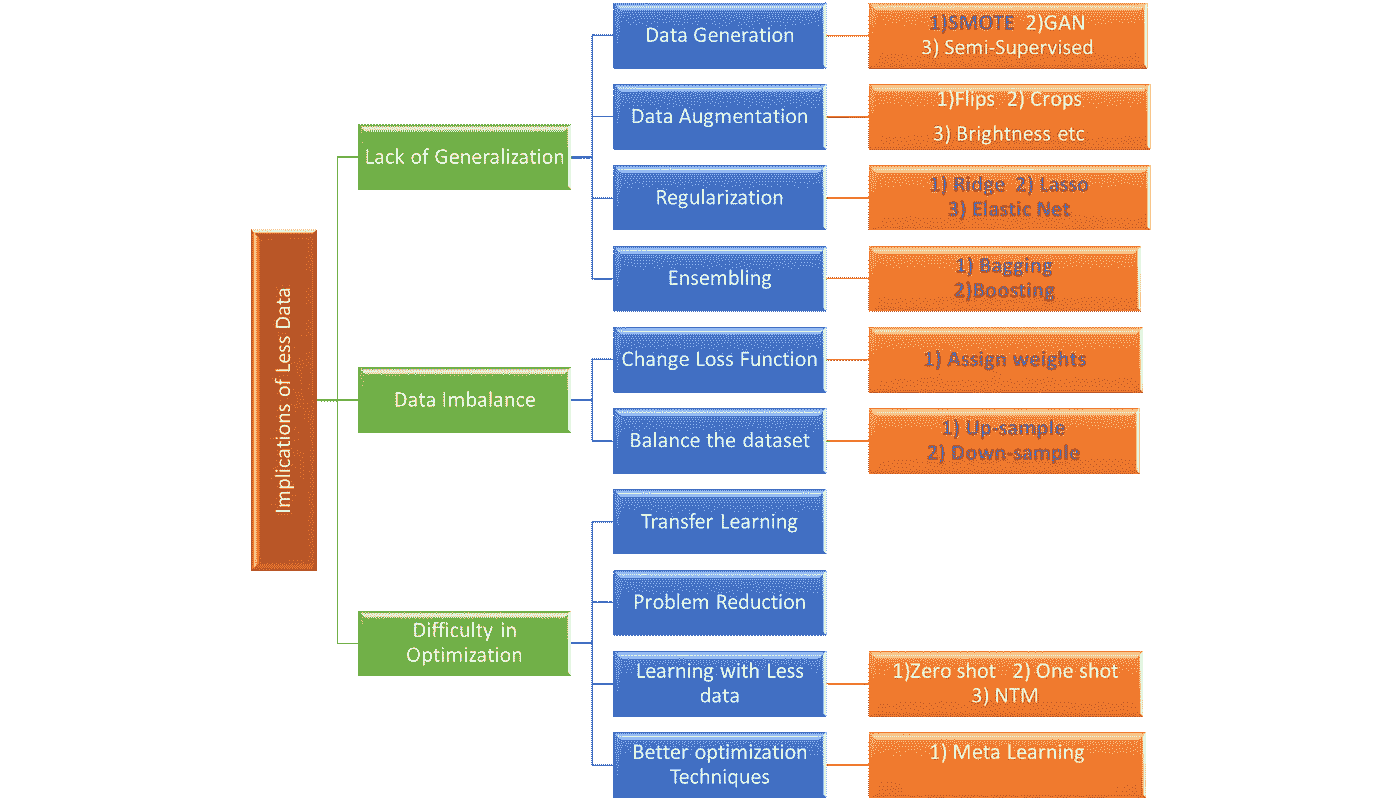 Implications of Less Data
Lack of Generalization
Data Generation
1)SMOTE 2)GAN
3) Semi-Supervised
Data Augmentation
1)Flips 2) Crops
3) Brightness etc
Regularization
1) Ridge 2) Lasso
3) Elastic Net
Ensembling
1) Bagging
2)Boosting
Data Imbalance
Change Loss Function
1) Assign weights
Balance the dataset
1) Up-sample
2) Down-sample
Difficulty in
Optimization
Transfer Learning
Problem Reduction
Learning with Less
data
1)Zero shot 2) One shot
3) NTM
Better optimization
Techniques
1) Meta Learning